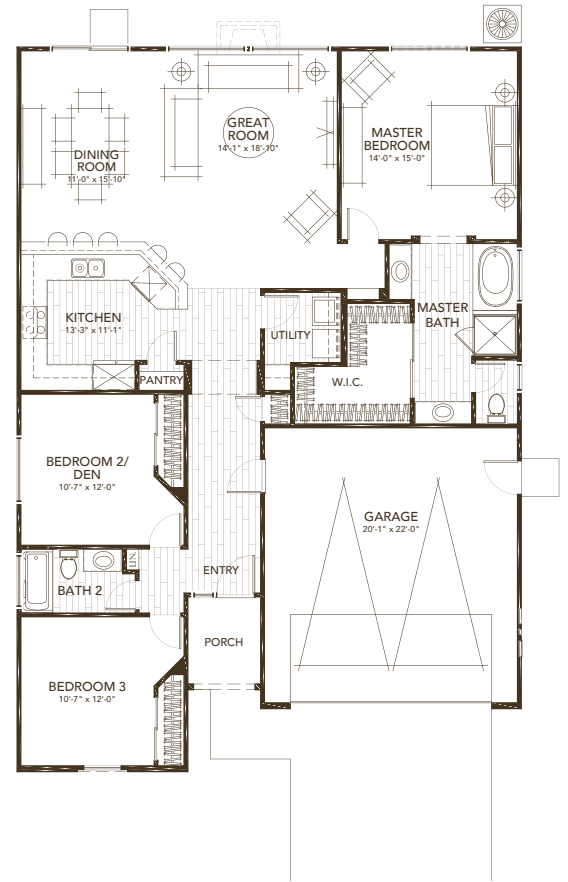 GREAT
ROOM
14'-1" x 18'-10"
MASTER
BEDROOM
14'-0" x 15'-0"
DINING
ROOM
11'-0" x 15'-10"
KITCHEN
13'-3" x 11'-1"
UTILITY
MASTER
BATH
PANTRY
W.I.C.
BEDROOM 2/
DEN
10'-7" x 12'-0"
GARAGE
20'-1" x 22'-0"
LIN.
BATH 2
ENTRY
PORCH
BEDROOM 3
10'-7" x 12'-0"